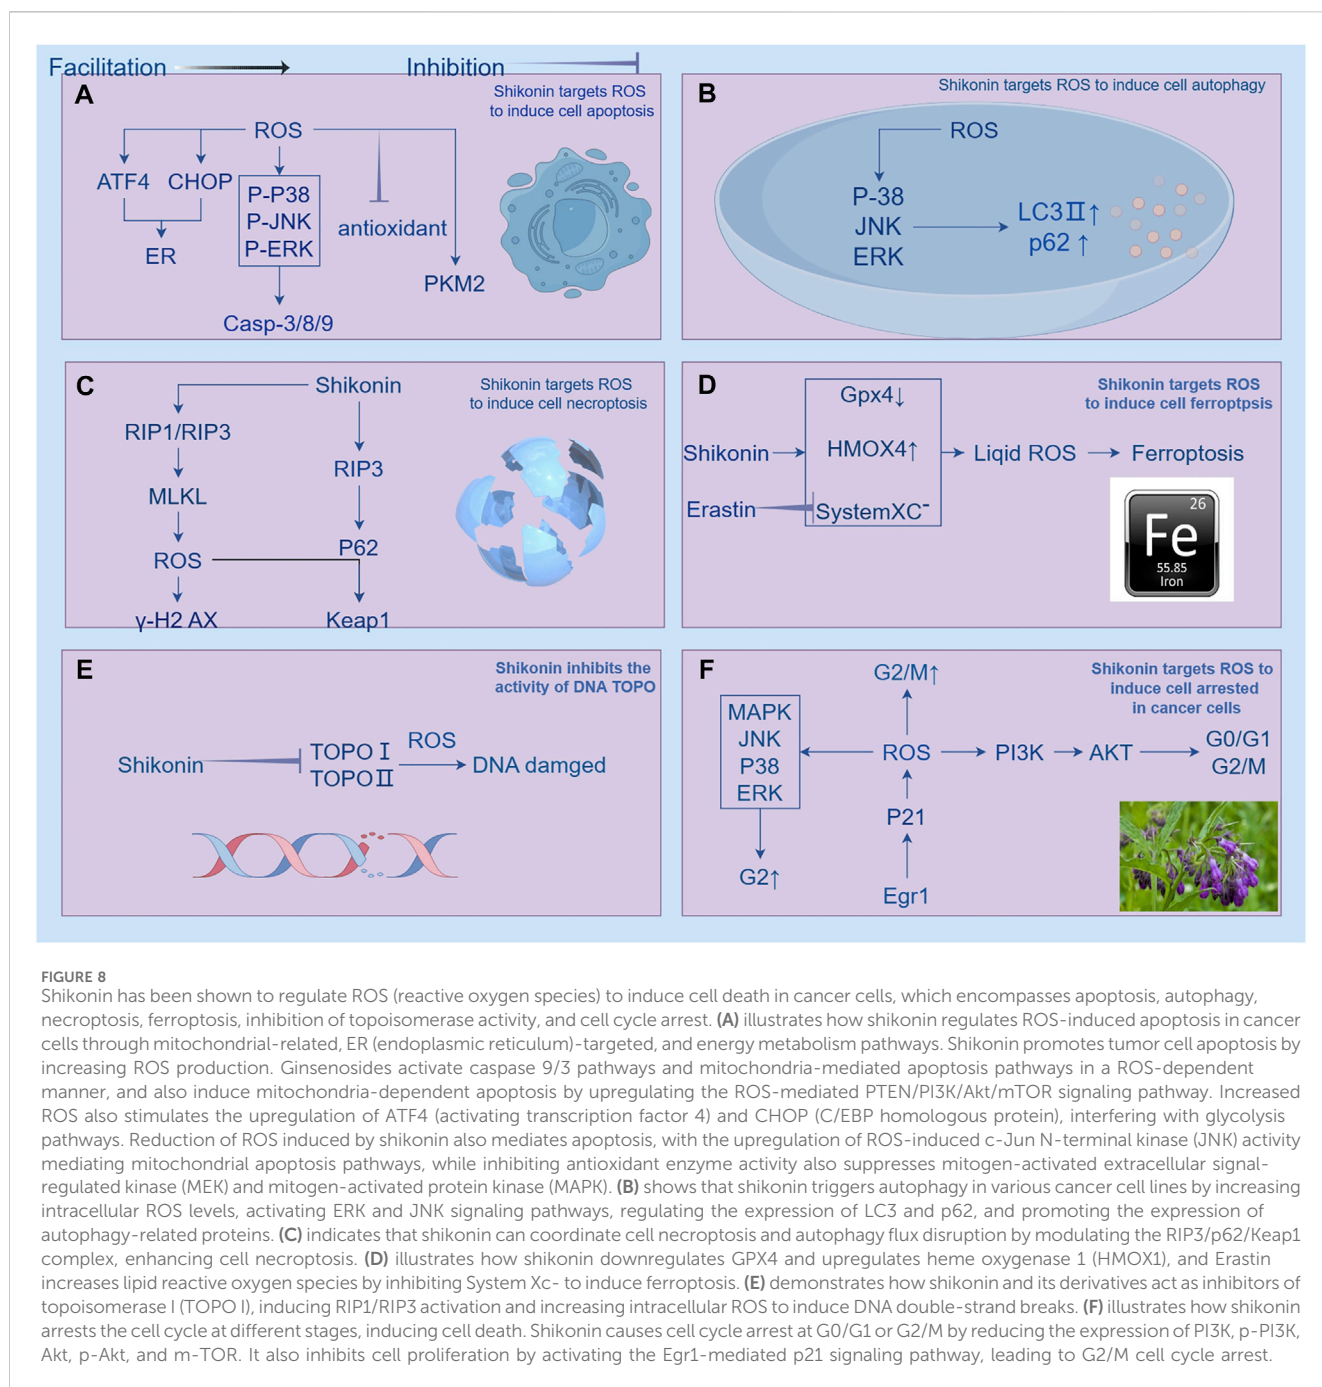 Facilitation
Inhibition
A
Shikonin targets ROS
to induce cell apoptosis
ROS
ATF4
CHOP
P-P38
P-JNK
P-ERK
antioxidant
ER
PKM2
Casp-3/8/9
B
Shikonin targets ROS to induce cell autophagy
ROS
P-38
JNK
ERK
LC3Ⅱ↑
p62 ↑
C
Shikonin targets ROS
to induce cell necroptosis
Shikonin
RIP1/RIP3
RIP3
MLKL
P62
ROS
γ-H2 AX
Keap1
D
Shikonin targets ROS
to induce cell ferroptpsis
Gpx4↓
Shikonin
HMOX4↑
Liqid ROS
Ferroptosis
Erastin
SystemXC-
26
Fe
55.85
Iron
E
Shikonin inhibits the
activity of DNA TOPO
Shikonin
TOPO Ⅰ
TOPOⅡ
ROS
DNA damged
F
Shikonin targets ROS to
induce cell arrested
in cancer cells
G2/M↑
MAPK
JNK
P38
ERK
ROS
PI3K
AKT
G0/G1
G2/M
P21
G2↑
Egr1
FIGURE 8
Shikonin has been shown to regulate ROS (reactive oxygen species) to induce cell death in cancer cells, which encompasses apoptosis, autophagy,
necroptosis, ferroptosis, inhibition of topoisomerase activity, and cell cycle arrest. (A) illustrates how shikonin regulates ROS-induced apoptosis in cancer
cells through mitochondrial-related, ER (endoplasmic reticulum)-targeted, and energy metabolism pathways. Shikonin promotes tumor cell apoptosis by
increasing ROS production. Ginsenosides activate caspase 9/3 pathways and mitochondria-mediated apoptosis pathways in a ROS-dependent
manner, and also induce mitochondria-dependent apoptosis by upregulating the ROS-mediated PTEN/PI3K/Akt/mTOR signaling pathway. Increased
ROS also stimulates the upregulation of ATF4 (activating transcription factor 4) and CHOP (C/EBP homologous protein), interfering with glycolysis
pathways. Reduction of ROS induced by shikonin also mediates apoptosis, with the upregulation of ROS-induced c-Jun N-terminal kinase (JNK) activity
mediating mitochondrial apoptosis pathways, while inhibiting antioxidant enzyme activity also suppresses mitogen-activated extracellular signal-
regulated kinase (MEK) and mitogen-activated protein kinase (MAPK). (B) shows that shikonin triggers autophagy in various cancer cell lines by increasing
intracellular ROS levels, activating ERK and JNK signaling pathways, regulating the expression of LC3 and p62, and promoting the expression of
autophagy-related proteins. (C) indicates that shikonin can coordinate cell necroptosis and autophagy flux disruption by modulating the RIP3/p62/Keap1
complex, enhancing cell necroptosis. (D) illustrates how shikonin downregulates GPX4 and upregulates heme oxygenase 1 (HMOX1), and Erastin
increases lipid reactive oxygen species by inhibiting System Xc- to induce ferroptosis. (E) demonstrates how shikonin and its derivatives act as inhibitors of
topoisomerase I (TOPO I), inducing RIP1/RIP3 activation and increasing intracellular ROS to induce DNA double-strand breaks. (F) illustrates how shikonin
arrests the cell cycle at different stages, inducing cell death. Shikonin causes cell cycle arrest at G0/G1 or G2/M by reducing the expression of PI3K, p-PI3K,
Akt, p-Akt, and m-TOR. It also inhibits cell proliferation by activating the Egr1-mediated p21 signaling pathway, leading to G2/M cell cycle arrest.